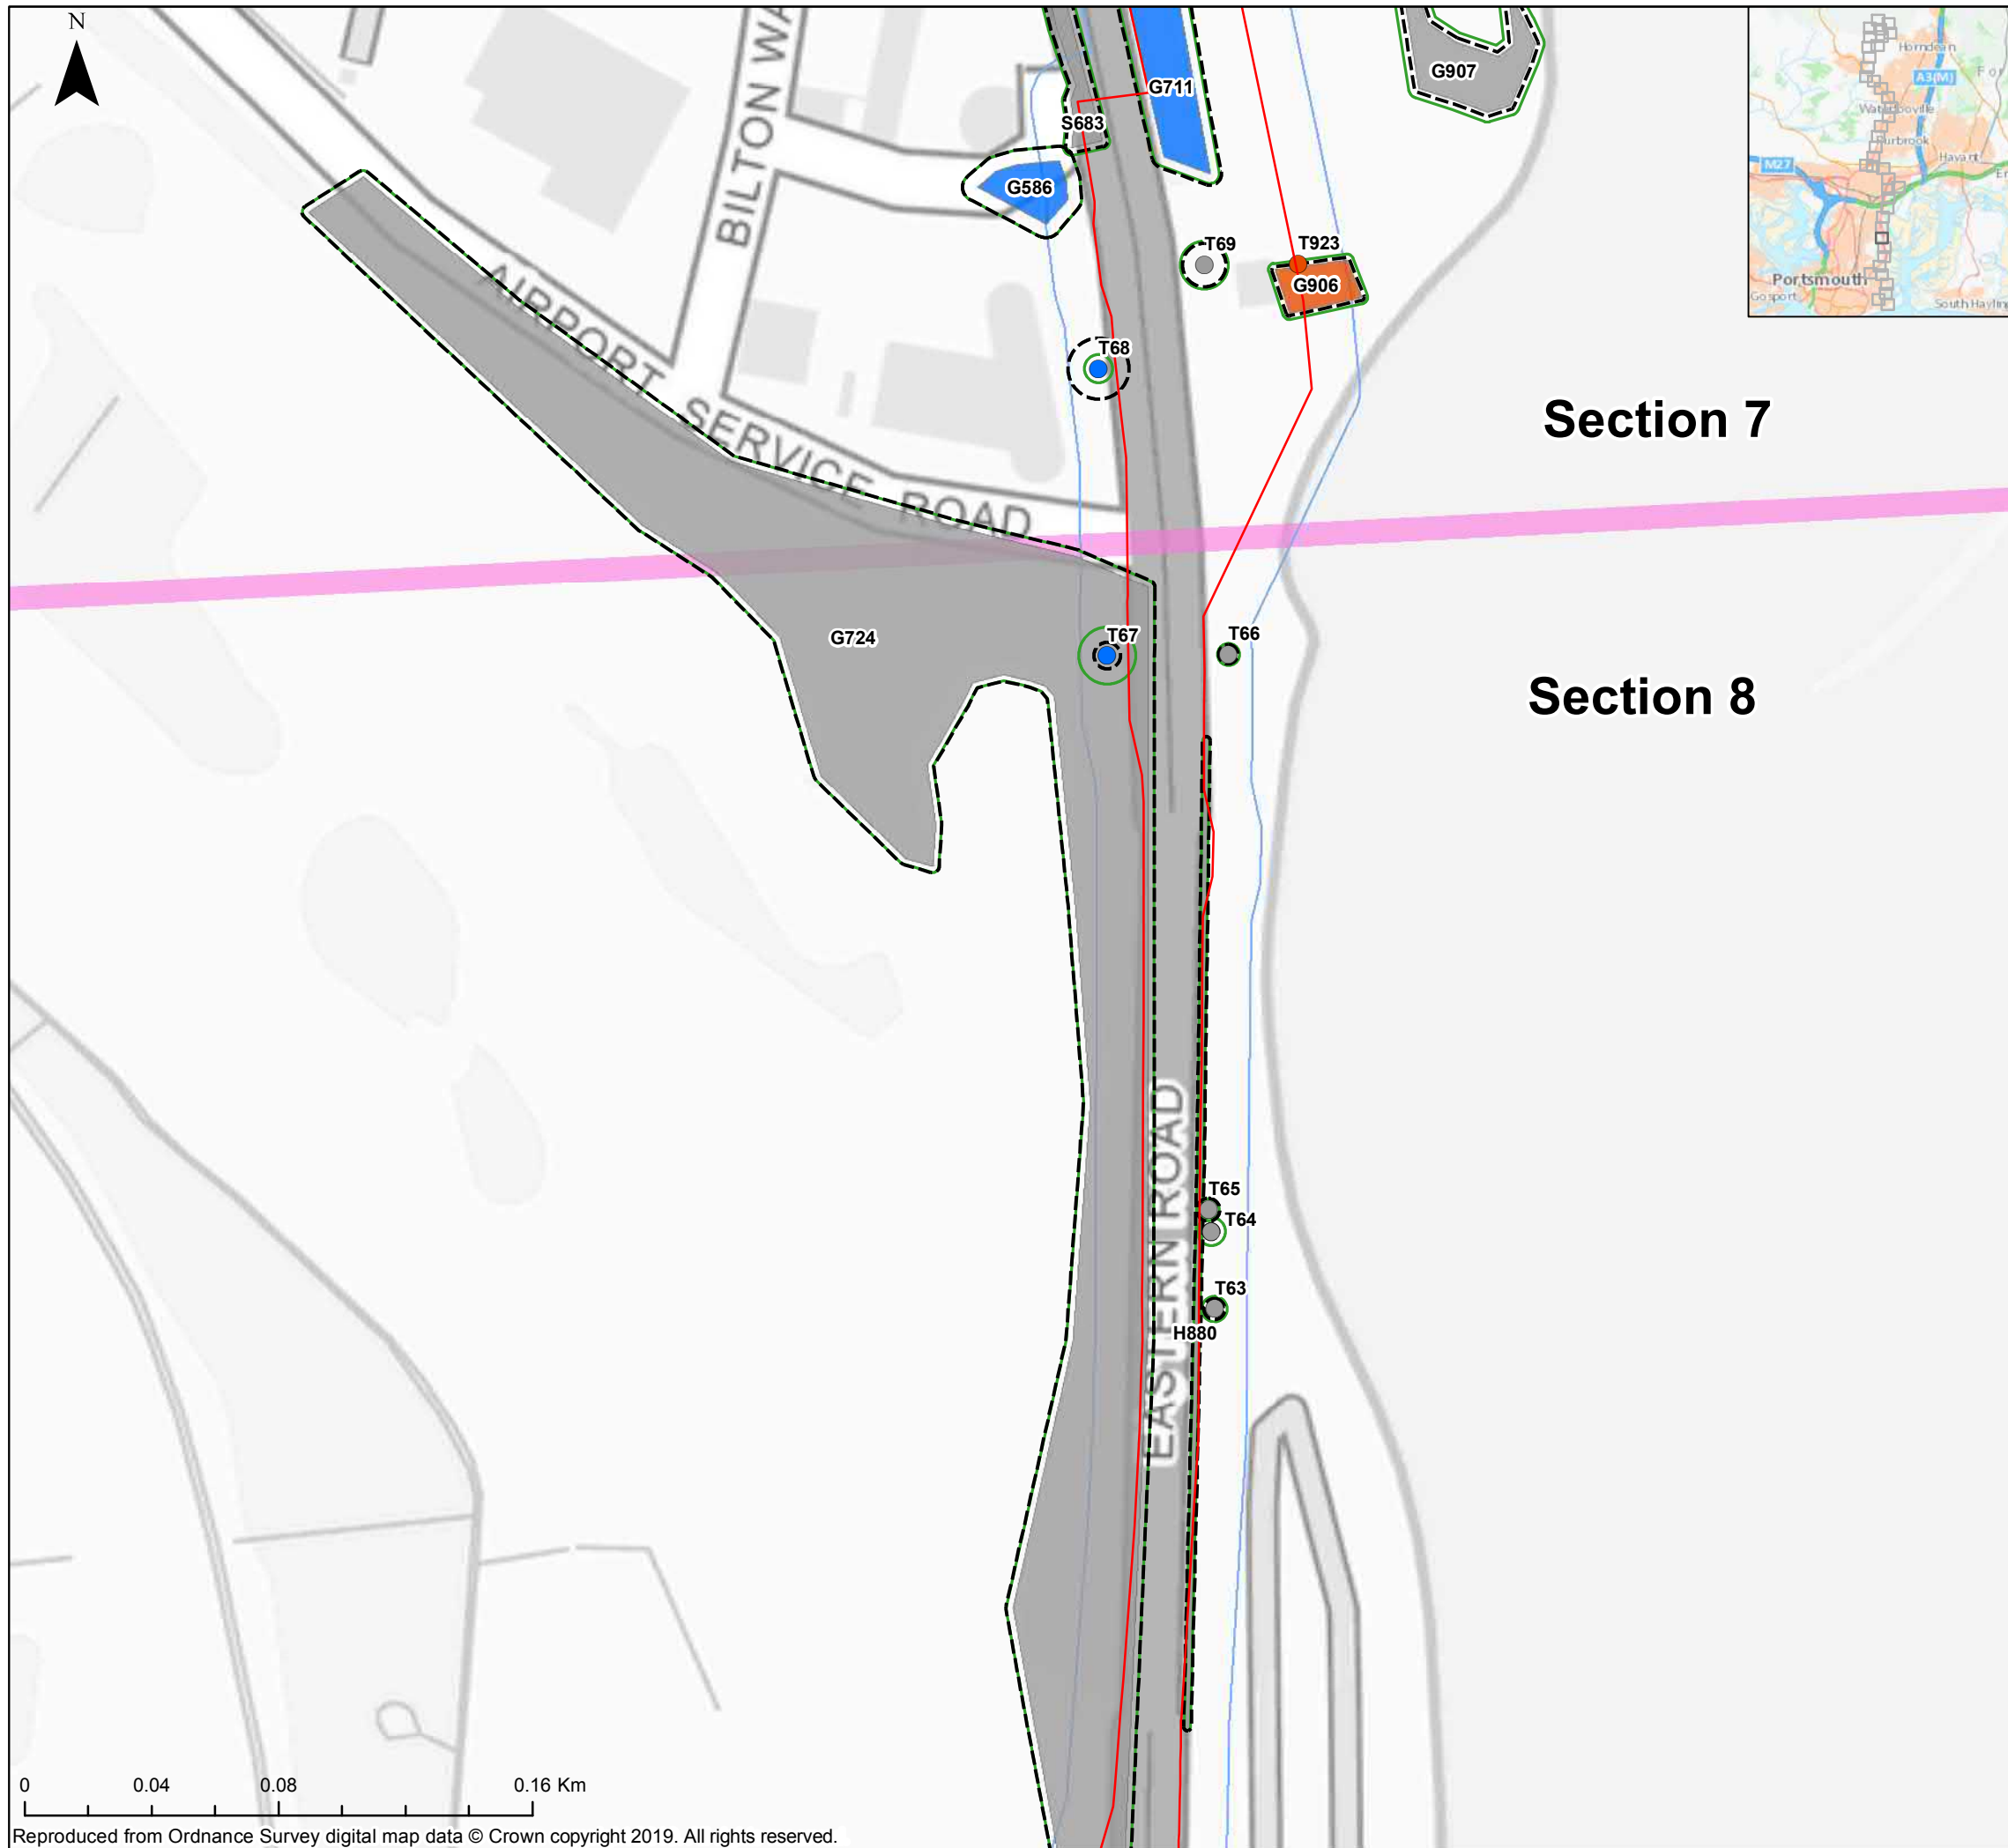 N
BILTON WA
G711
S683
G586
G907
T69
T923
G906
T68
AIRPORT SERVICE ROAD
Section 7
G724
T67
T66
Section 8
EASTERN ROAD
T65
T64
T63
H880
Horndean
A3(M)
Waterlooville
Purbrook
Havant
M27
Portsmouth
Gosport
South Hayling
0 0.04 0.08 0.16 Km
Reproduced from Ordnance Survey digital map data © Crown copyright 2019. All rights reserved.